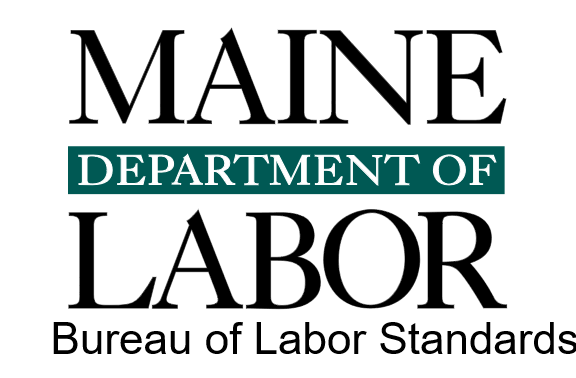 MAINE
DEPARTMENT OF
LABOR
Bureau of Labor Standards